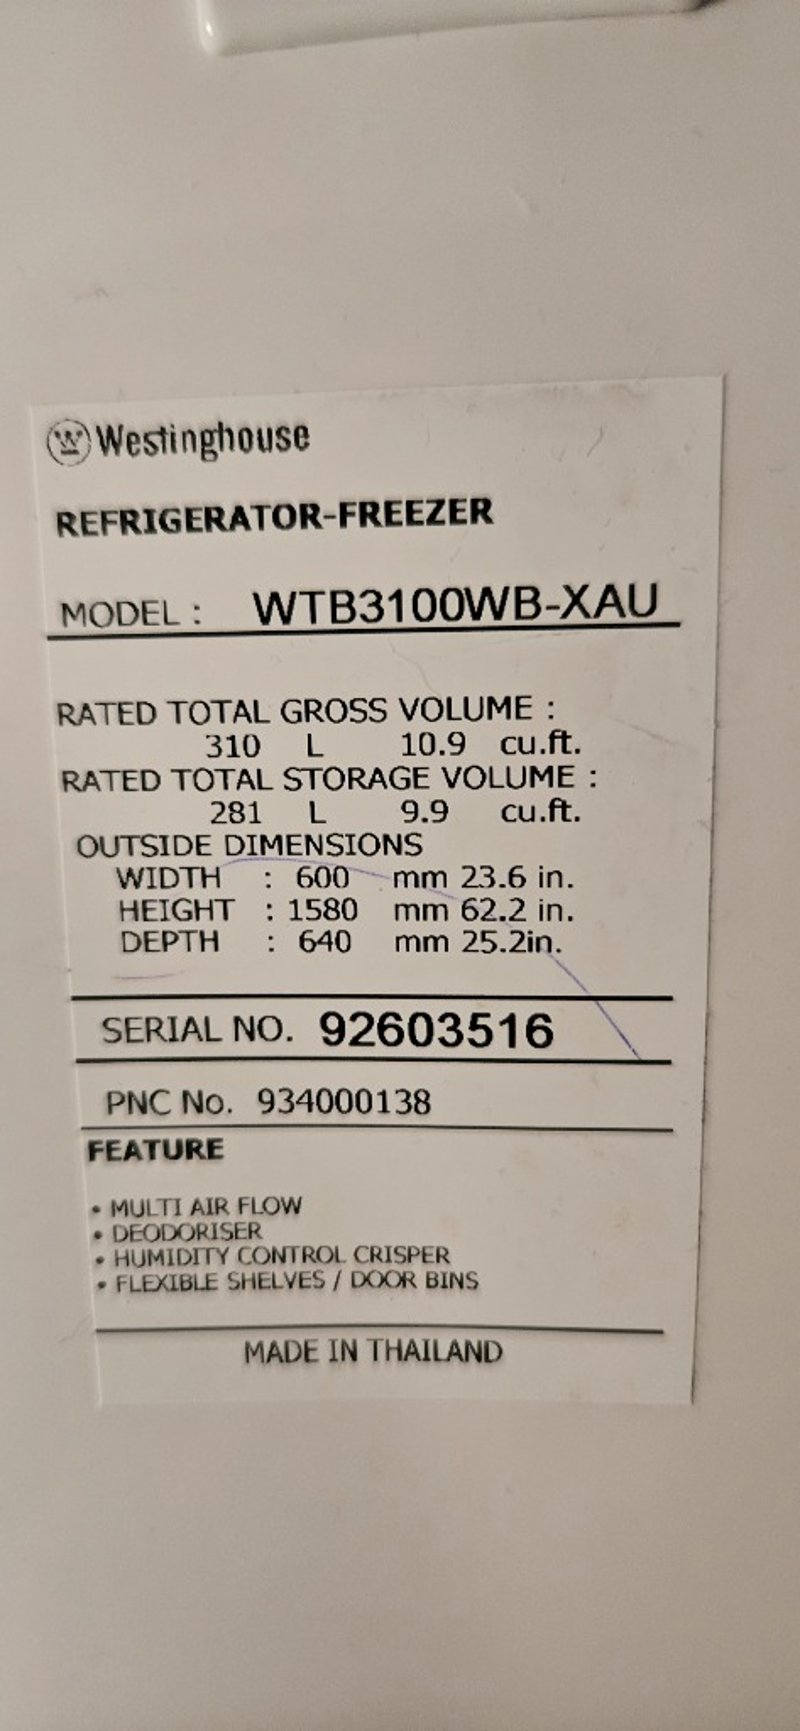 Westinghouse
REFRIGERATOR-FREEZER
MODEL : WTB3100WB-XAU
RATED TOTAL GROSS VOLUME :
310 L 10.9 cu.ft.
RATED TOTAL STORAGE VOLUME :
281 L 9.9 cu.ft.
OUTSIDE DIMENSIONS
WIDTH : 600 mm 23.6 in.
HEIGHT : 1580 mm 62.2 in.
DEPTH : 640 mm 25.2in.
SERIAL NO. 92603516
PNC No. 934000138
FEATURE
• MULTI AIR FLOW
• DEODORISER
• HUMIDITY CONTROL CRISPER
• FLEXIBLE SHELVES / DOOR BINS
MADE IN THAILAND